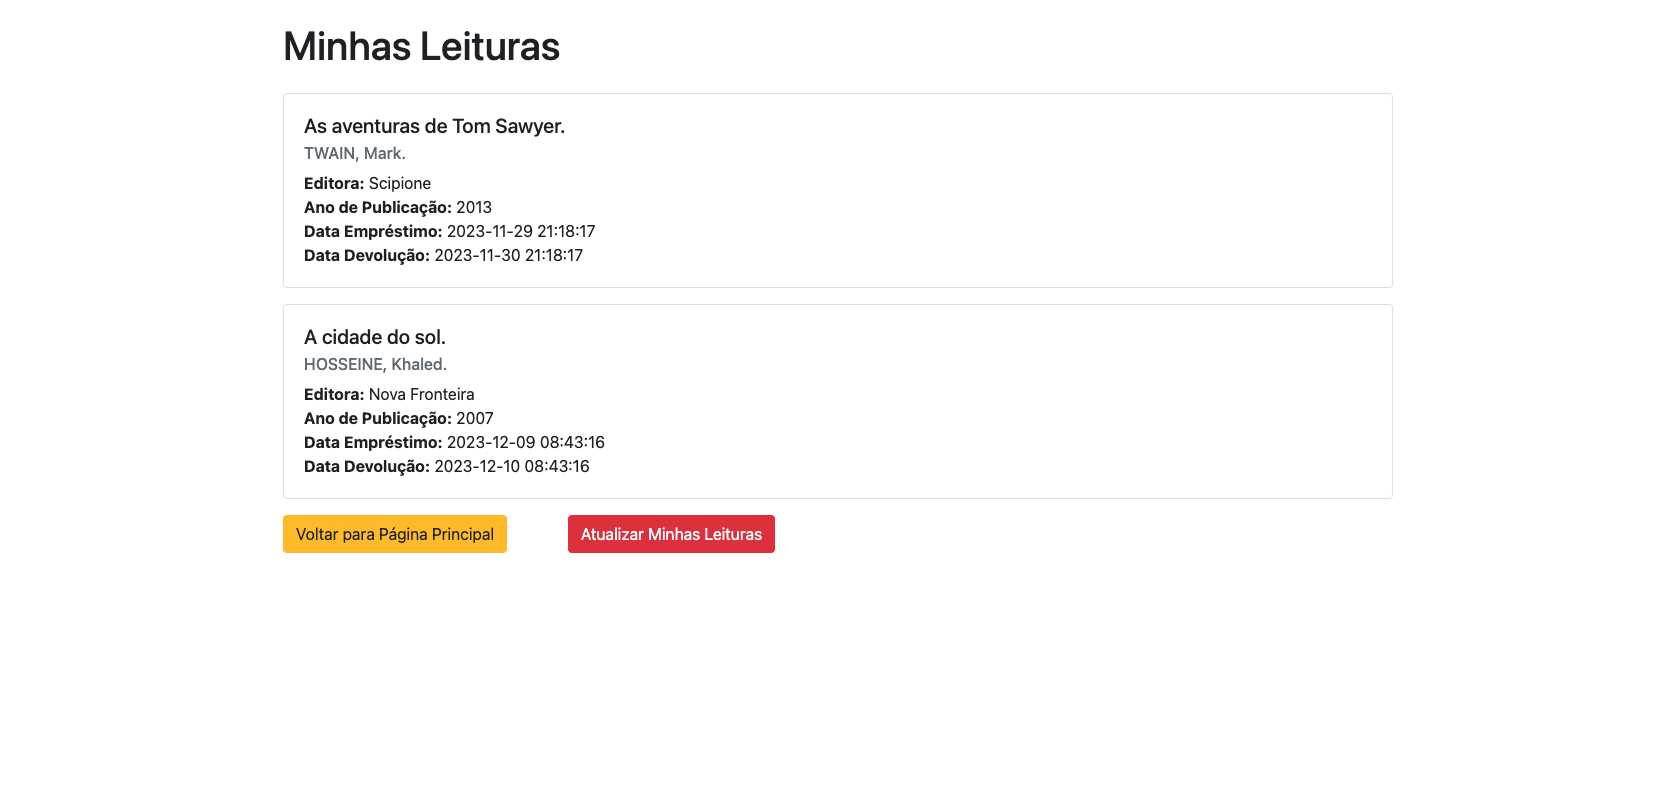 Minhas Leituras
As aventuras de Tom Sawyer.
TWAIN, Mark.
Editora: Scipione
Ano de Publicação: 2013
Data Empréstimo: 2023-11-29 21:18:17
Data Devolução: 2023-11-30 21:18:17
A cidade do sol.
HOSSEINE, Khaled.
Editora: Nova Fronteira
Ano de Publicação: 2007
Data Empréstimo: 2023-12-09 08:43:16
Data Devolução: 2023-12-10 08:43:16
Voltar para Página Principal
Atualizar Minhas Leituras